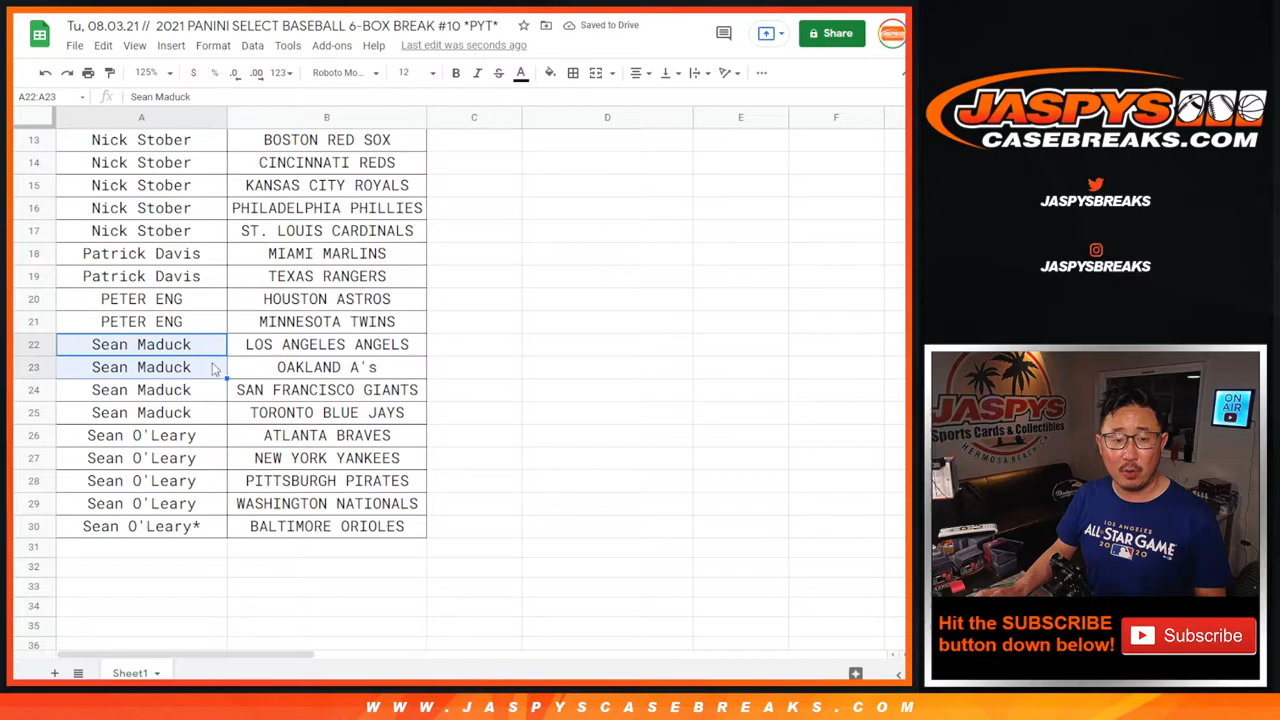 Tu, 08.03.21 // 2021 PANINI SELECT BASEBALL 6-BOX BREAK #10 *PYT*
Saved to Drive
File Edit View Insert Format Data Tools Add-ons Help Last edit was seconds ago
Share
125% $ % .0 .00 123 Roboto Mo... 12 B I S A
A22:A23 fx Sean Maduck
A B C D E F
13 Nick Stober BOSTON RED SOX
14 Nick Stober CINCINNATI REDS
15 Nick Stober KANSAS CITY ROYALS
16 Nick Stober PHILADELPHIA PHILLIES
17 Nick Stober ST. LOUIS CARDINALS
18 Patrick Davis MIAMI MARLINS
19 Patrick Davis TEXAS RANGERS
20 PETER ENG HOUSTON ASTROS
21 PETER ENG MINNESOTA TWINS
22 Sean Maduck LOS ANGELES ANGELS
23 Sean Maduck OAKLAND A's
24 Sean Maduck SAN FRANCISCO GIANTS
25 Sean Maduck TORONTO BLUE JAYS
26 Sean O'Leary ATLANTA BRAVES
27 Sean O'Leary NEW YORK YANKEES
28 Sean O'Leary PITTSBURGH PIRATES
29 Sean O'Leary WASHINGTON NATIONALS
30 Sean O'Leary* BALTIMORE ORIOLES
31
32
33
34
35
36
Sheet1
JASPYS
CASEBREAKS.COM
JASPYSBREAKS
JASPYSBREAKS
JASPYS
Sports Cards & Collectibles
HERMOSA BEACH CA
ON
AIR
LOS ANGELES
ALL STAR GAME
2020
Hit the SUBSCRIBE
button down below!
Subscribe
WWW.JASPYSCASEBREAKS.COM